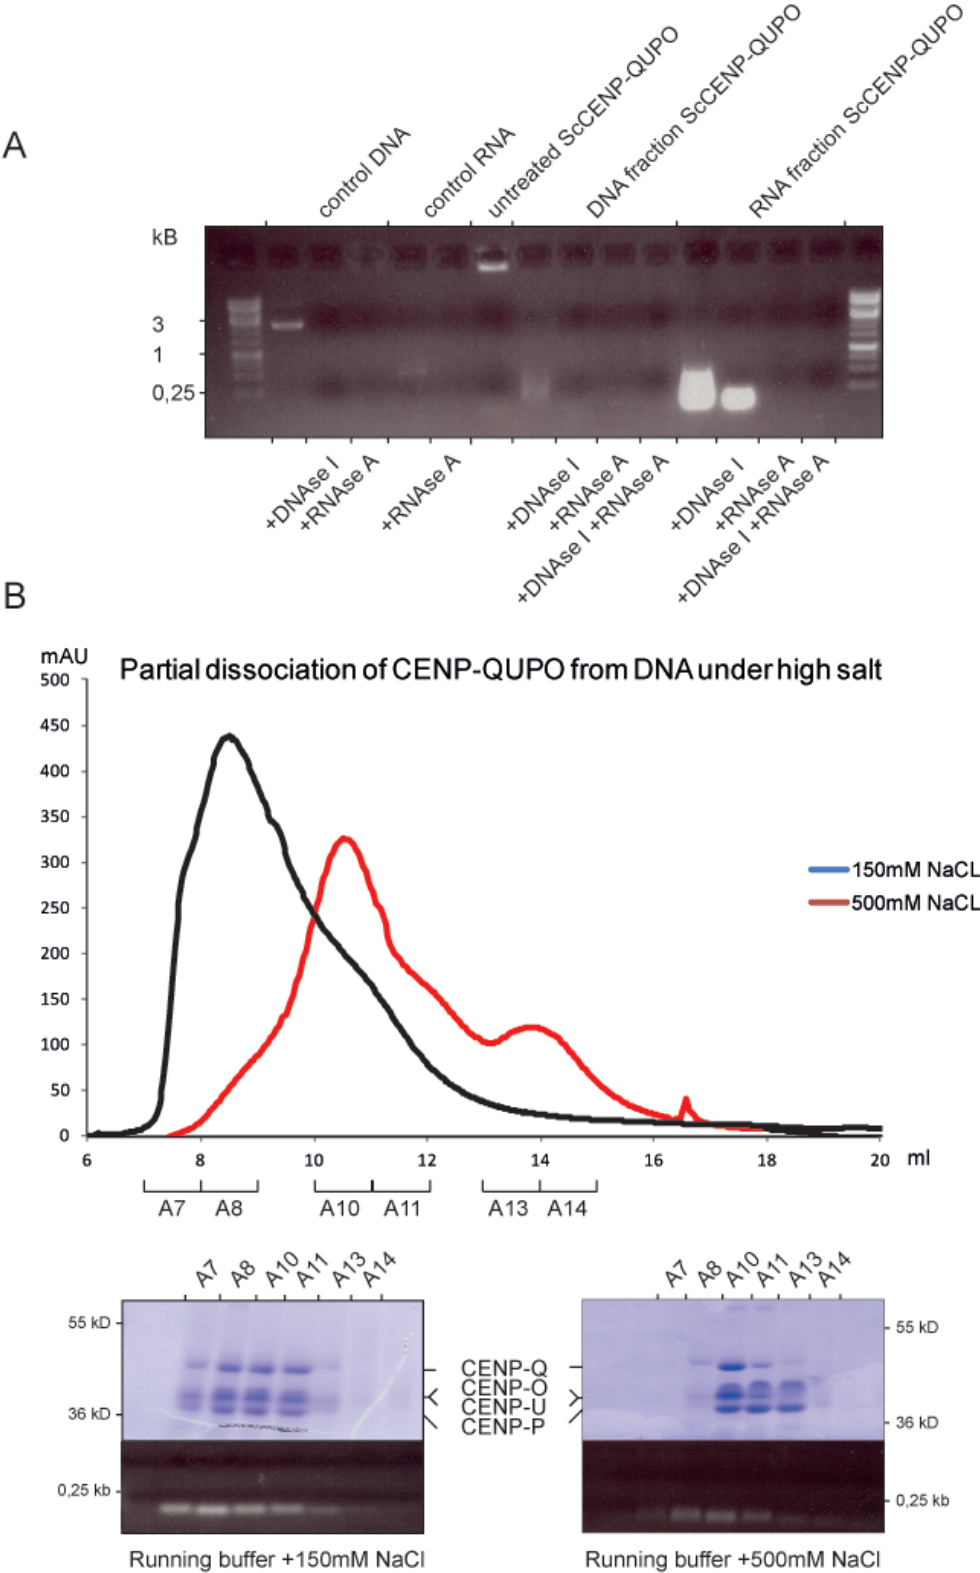 A
control DNA
control RNA
untreated ScCENP-QUPO
DNA fraction ScCENP-QUPO
RNA fraction ScCENP-QUPO
kB
3
1
0,25
+DNAse I
+RNAse A
+RNAse A
+DNAse I
+RNAse A
+DNAse I +RNAse A
+DNAse I
+RNAse A
+DNAse I +RNAse A
B
mAU
Partial dissociation of CENP-QUPO from DNA under high salt
500
450
400
350
300
250
200
150
100
50
0
150mM NaCL
500mM NaCL
6 8 10 12 14 16 18 20 ml
A7 A8 A10 A11 A13 A14
A7 A8 A10 A11 A13 A14
A7 A8 A10 A11 A13 A14
55 kD
36 kD
0,25 kb
CENP-Q
CENP-O
CENP-U
CENP-P
55 kD
36 kD
0,25 kb
Running buffer +150mM NaCl
Running buffer +500mM NaCl